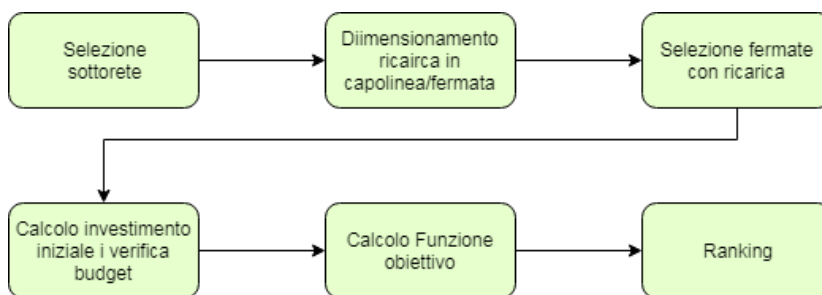 Selezione
sottorete
Diimensionamento
ricairca in
capolinea/fermata
Selezione fermate
con ricarica
Calcolo investimento
iniziale i verifica
budget
Calcolo Funzione
obiettivo
Ranking